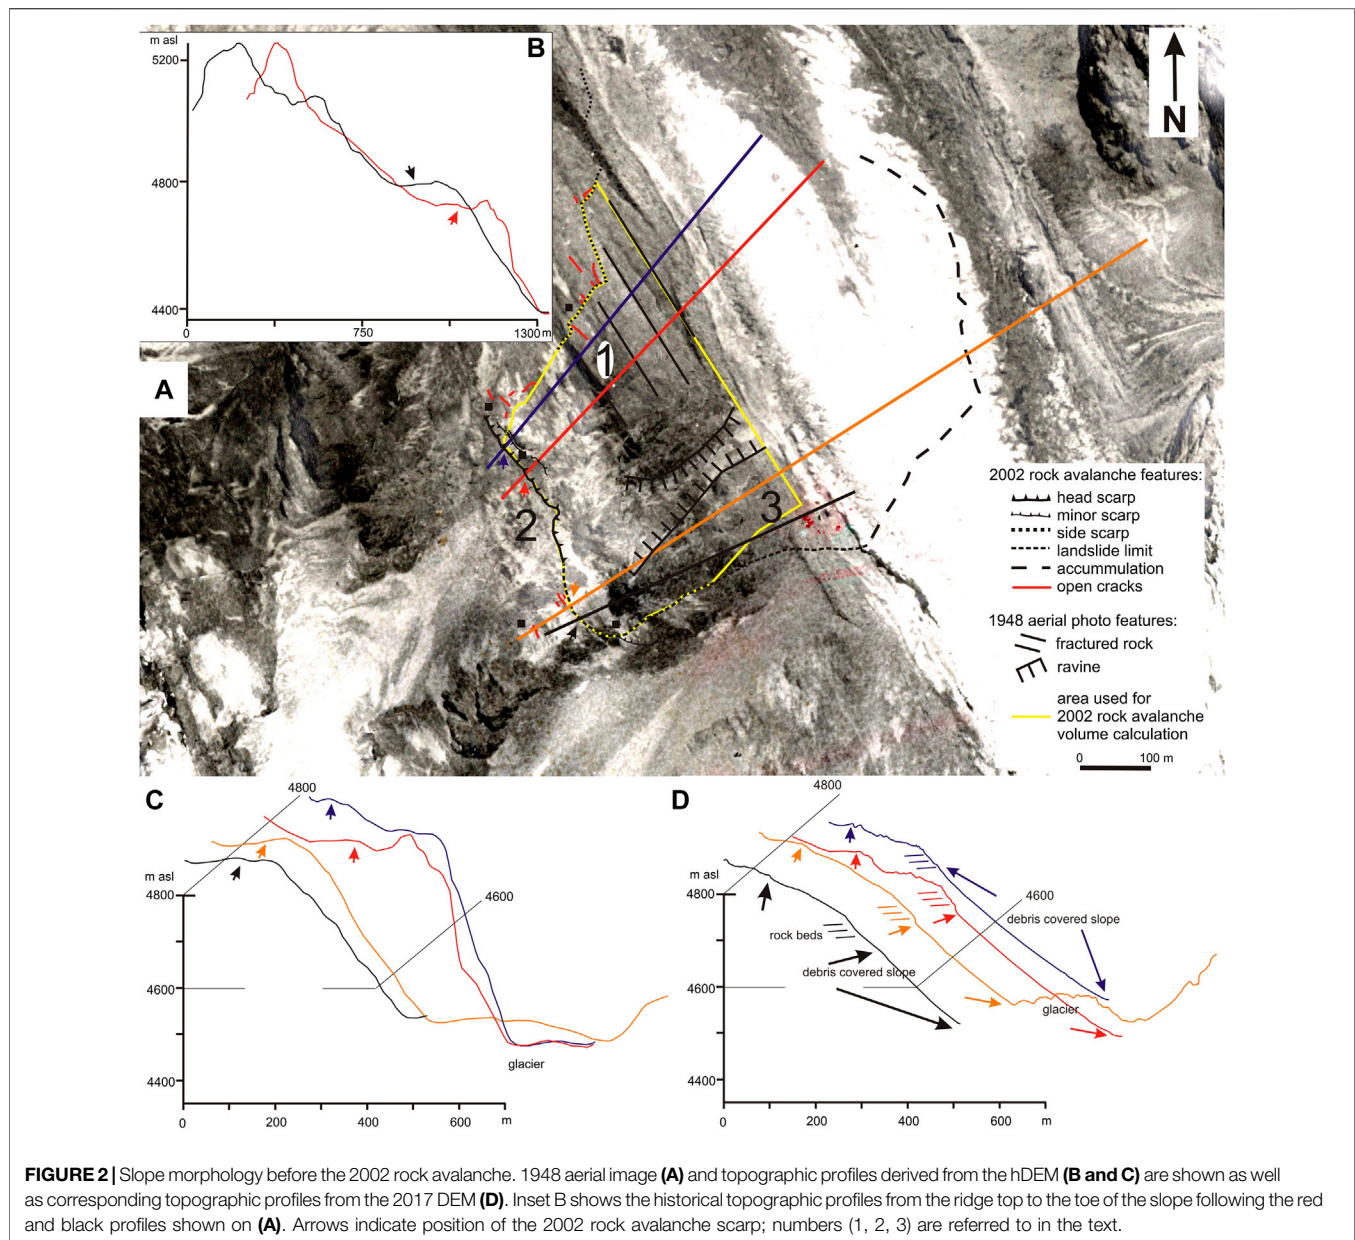 m asl
B
5200
4800
4400
0
750
1300 m
N
A
1
2
3
2002 rock avalanche features:
head scarp
minor scarp
side scarp
landslide limit
accummulation
open cracks
1948 aerial photo features:
fractured rock
ravine
area used for
2002 rock avalanche
volume calculation
0 100 m
C
4800
m asl
4800
4600
4600
4400
glacier
0 200 400 600 m
D
4800
m asl
4800
4600
debris covered slope
rock beds
debris covered slope
4600
glacier
4400
0 200 400 600 m
FIGURE 2 | Slope morphology before the 2002 rock avalanche. 1948 aerial image (A) and topographic profiles derived from the hDEM (B and C) are shown as well
as corresponding topographic profiles from the 2017 DEM (D). Inset B shows the historical topographic profiles from the ridge top to the toe of the slope following the red
and black profiles shown on (A). Arrows indicate position of the 2002 rock avalanche scarp; numbers (1, 2, 3) are referred to in the text.